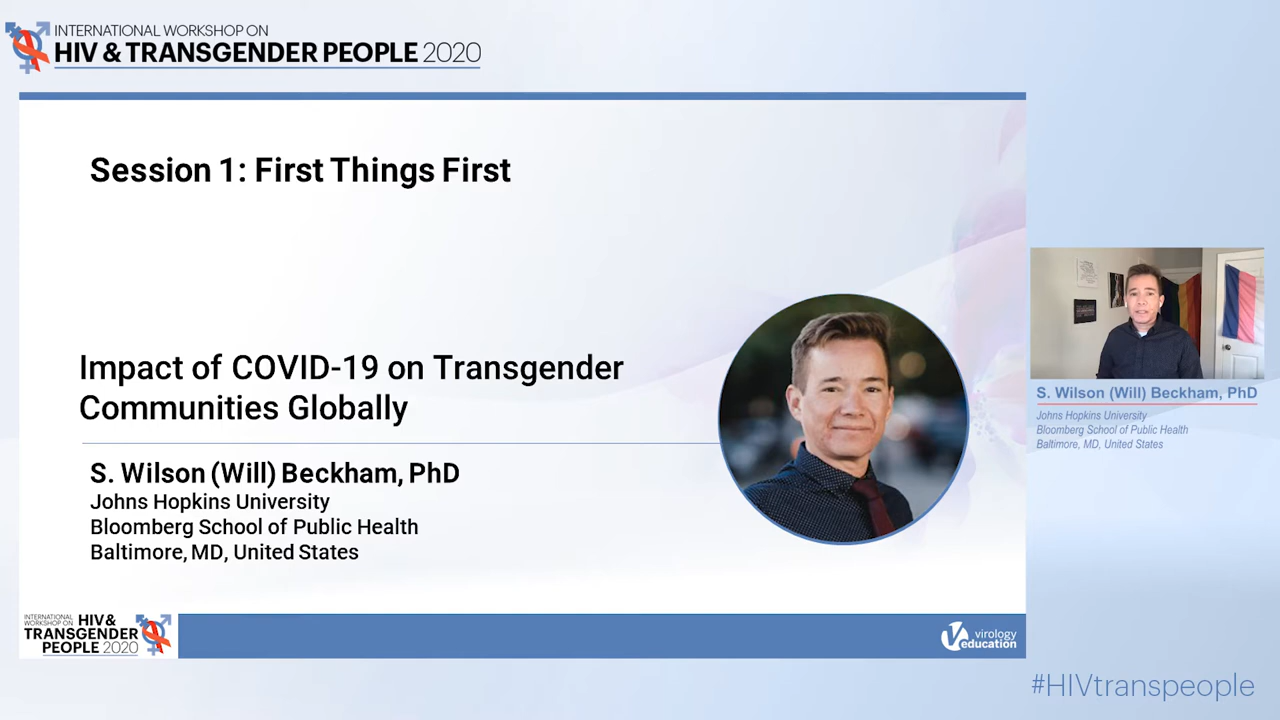 INTERNATIONAL WORKSHOP ON
HIV & TRANSGENDER PEOPLE 2020
Session 1: First Things First
Impact of COVID-19 on Transgender
Communities Globally
S. Wilson (Will) Beckham, PhD
Johns Hopkins University
Bloomberg School of Public Health
Baltimore, MD, United States
S. Wilson (Will) Beckham, PhD
Johns Hopkins University
Bloomberg School of Public Health
Baltimore, MD, United States
INTERNATIONAL
WORKSHOP ON HIV &
TRANSGENDER
PEOPLE 2020
virology
education
#HIVtranspeople